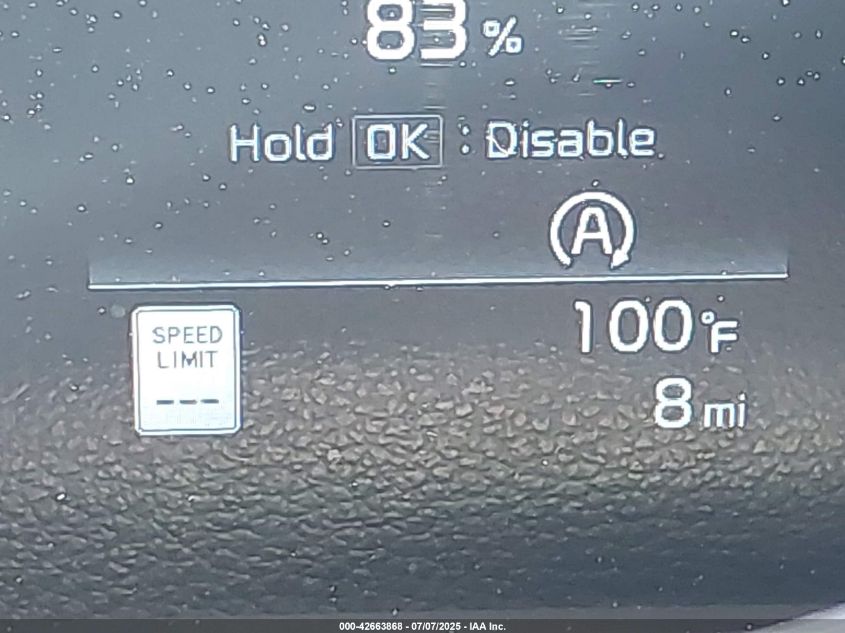 83 %
Hold OK : Disable
A
100 °F
SPEED
LIMIT
---
8 mi
000-42663868 - 07/07/2025 - IAA Inc.